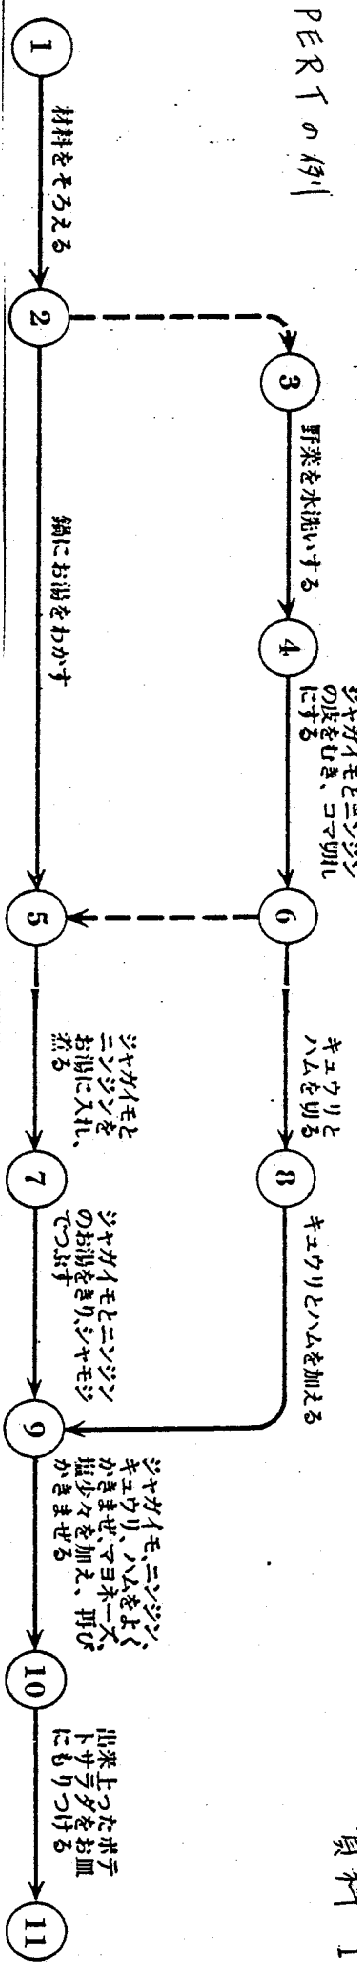 PERTの例
資料 1
1
材料をそろえる
2
3
野菜を水洗いする
4
ジャガイモとニンジン
の皮をむき、コマ切れ
にする
6
キュウリと
ハムを切る
8
キュウリとハムを加える
鍋にお湯をわかす
5
ジャガイモと
ニンジンを
お湯に入れ、
煮る
7
ジャガイモとニンジン
のお湯をきり、シャモジ
でつぶす
9
ジャガイモ、ニンジン、
キュウリ、ハムをよく
かきまぜ、マヨネーズ、
塩少々を加え、再び
かきまぜる
10
出来上ったポテ
トサラダをお皿
にもりつける
11